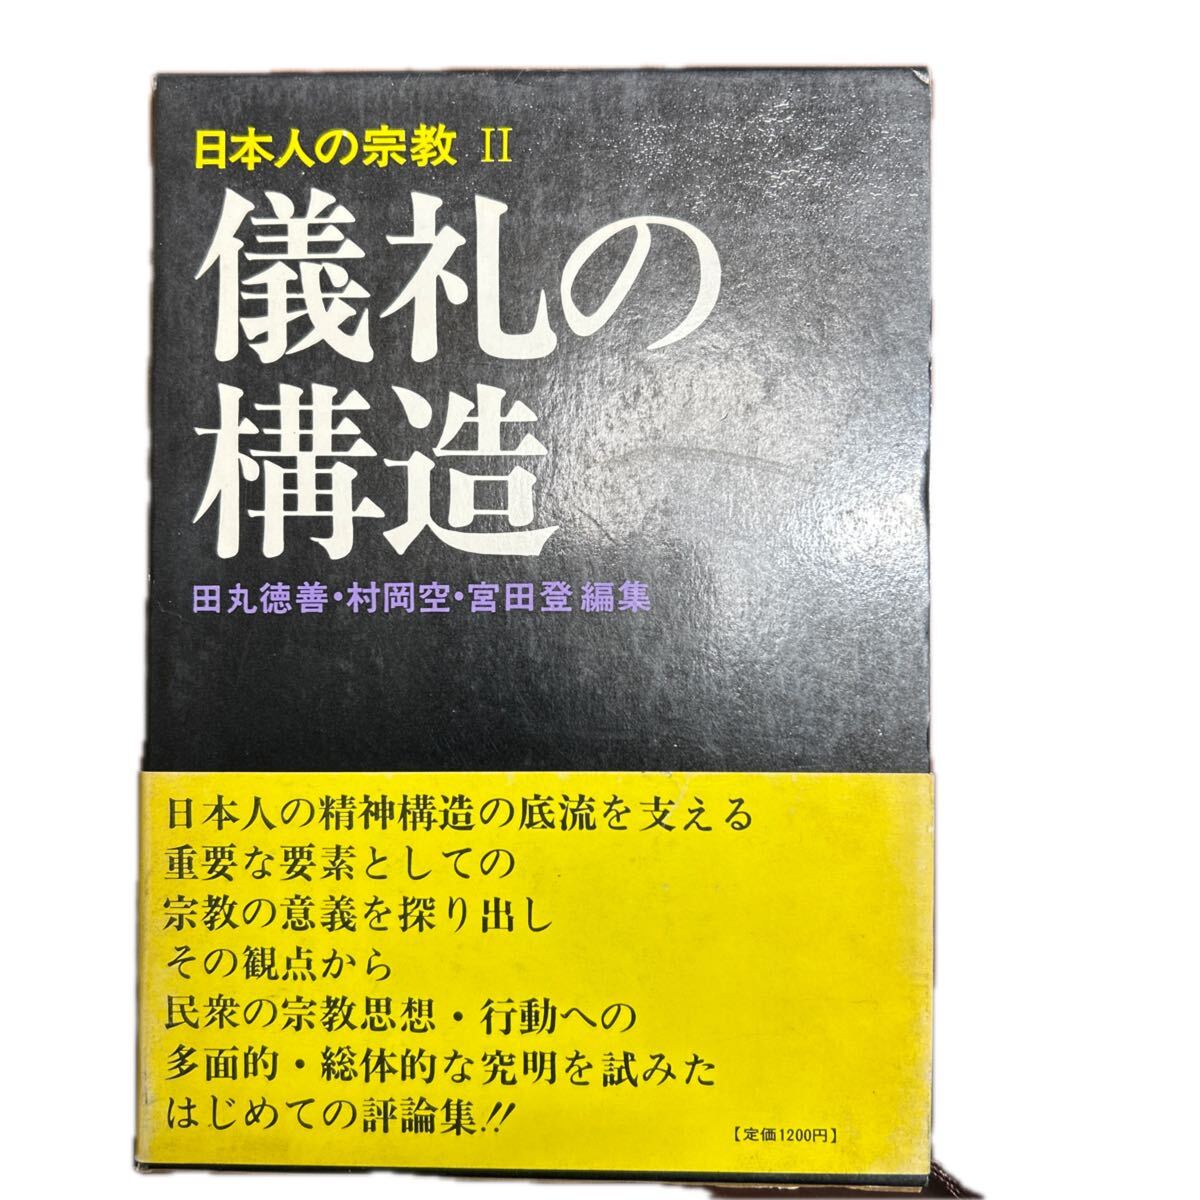 日本人の宗教 II
儀礼の
構造
田丸徳善・村岡空・宮田登編集
日本人の精神構造の底流を支える
重要な要素としての
宗教の意義を探り出し
その観点から
民衆の宗教思想・行動への
多面的・総体的な究明を試みた
はじめての評論集!!
【定価1200円】